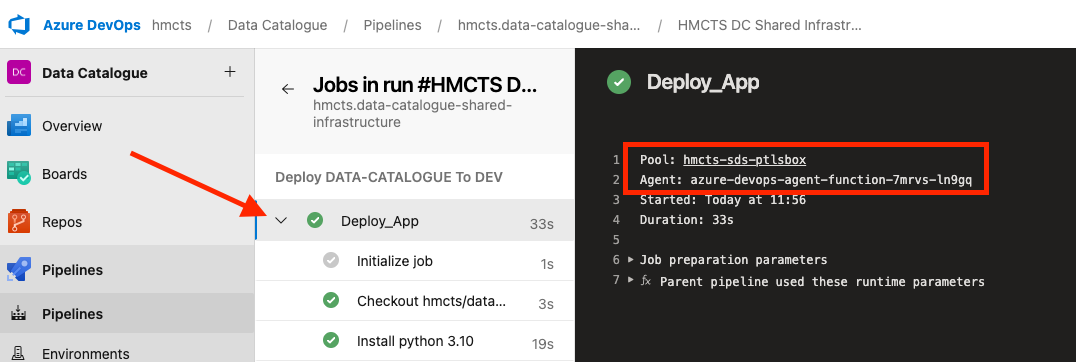 Azure DevOps hmcts / Data Catalogue / Pipelines / hmcts.data-catalogue-sha... / HMCTS DC Shared Infrastr...
DC Data Catalogue +
Overview
Boards
Repos
Pipelines
Pipelines
Environments
Jobs in run #HMCTS D...
hmcts.data-catalogue-shared-
infrastructure
Deploy DATA-CATALOGUE To DEV
Deploy_App 33s
Initialize job 1s
Checkout hmcts/data... 3s
Install python 3.10 19s
Deploy_App
1 Pool: hmcts-sds-ptlsbox
2 Agent: azure-devops-agent-function-7mrvs-ln9gq
3 Started: Today at 11:56
4 Duration: 33s
5
6 Job preparation parameters
7 fx Parent pipeline used these runtime parameters